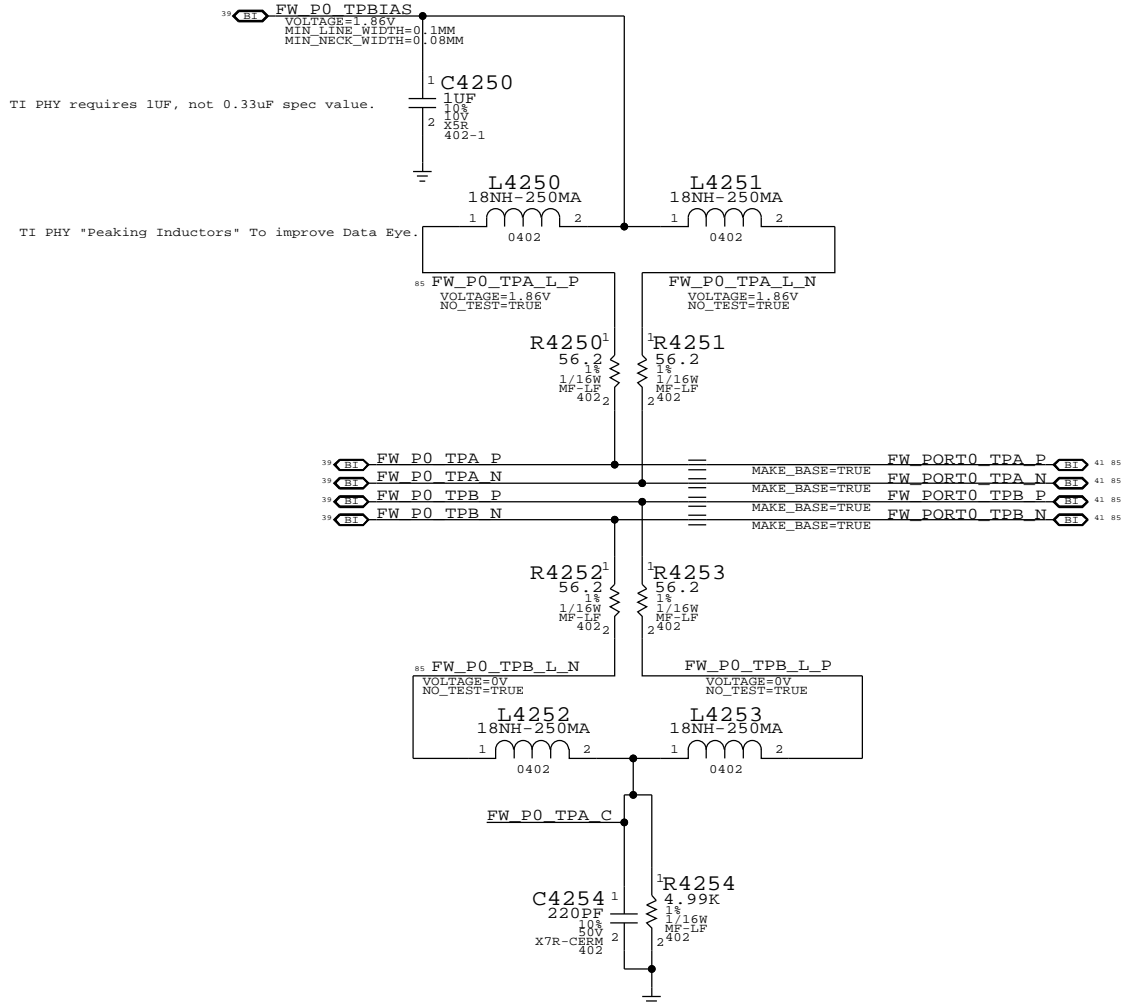 39 BI FW_P0_TPBIAS
VOLTAGE=1.86V
MIN_LINE_WIDTH=0.1MM
MIN_NECK_WIDTH=0.08MM
TI PHY requires 1UF, not 0.33uF spec value.
1 C4250
1UF
10%
10V
2 X5R
402-1
L4250
18NH-250MA
1 2
0402
L4251
18NH-250MA
1 2
0402
TI PHY "Peaking Inductors" To improve Data Eye.
85 FW_P0_TPA_L_P
VOLTAGE=1.86V
NO_TEST=TRUE
FW_P0_TPA_L_N
VOLTAGE=1.86V
NO_TEST=TRUE
R4250 1
56.2
1%
1/16W
MF-LF
402 2
1 R4251
56.2
1%
1/16W
MF-LF
2 402
39 BI FW_P0_TPA_P FW_PORT0_TPA_P BI 41 85
MAKE_BASE=TRUE
39 BI FW_P0_TPA_N FW_PORT0_TPA_N BI 41 85
MAKE_BASE=TRUE
39 BI FW_P0_TPB_P FW_PORT0_TPB_P BI 41 85
MAKE_BASE=TRUE
39 BI FW_P0_TPB_N FW_PORT0_TPB_N BI 41 85
MAKE_BASE=TRUE
R4252 1
56.2
1%
1/16W
MF-LF
402 2
1 R4253
56.2
1%
1/16W
MF-LF
2 402
85 FW_P0_TPB_L_N
VOLTAGE=0V
NO_TEST=TRUE
FW_P0_TPB_L_P
VOLTAGE=0V
NO_TEST=TRUE
L4252
18NH-250MA
1 2
0402
L4253
18NH-250MA
1 2
0402
FW_P0_TPA_C
C4254 1
220PF
10%
50V 2
X7R-CERM
402
1 R4254
4.99K
1%
1/16W
MF-LF
2 402